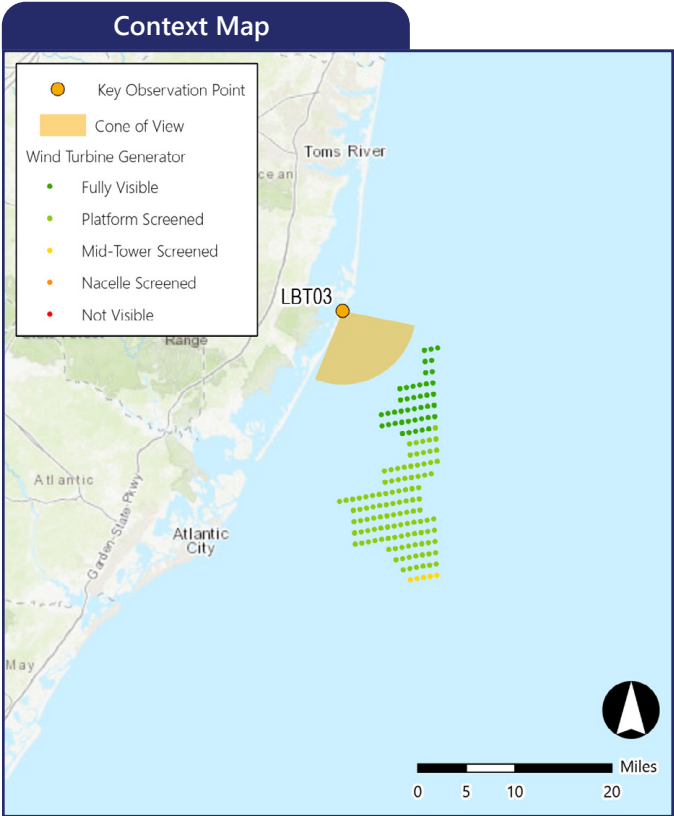 Context Map
Key Observation Point
Cone of View
Wind Turbine Generator
Fully Visible
Platform Screened
Mid-Tower Screened
Nacelle Screened
Not Visible
Toms River
cean
LBT03
Range
Atlantic
Garden-State-Pkwy
Atlantic
City
May
Miles
0 5 10 20